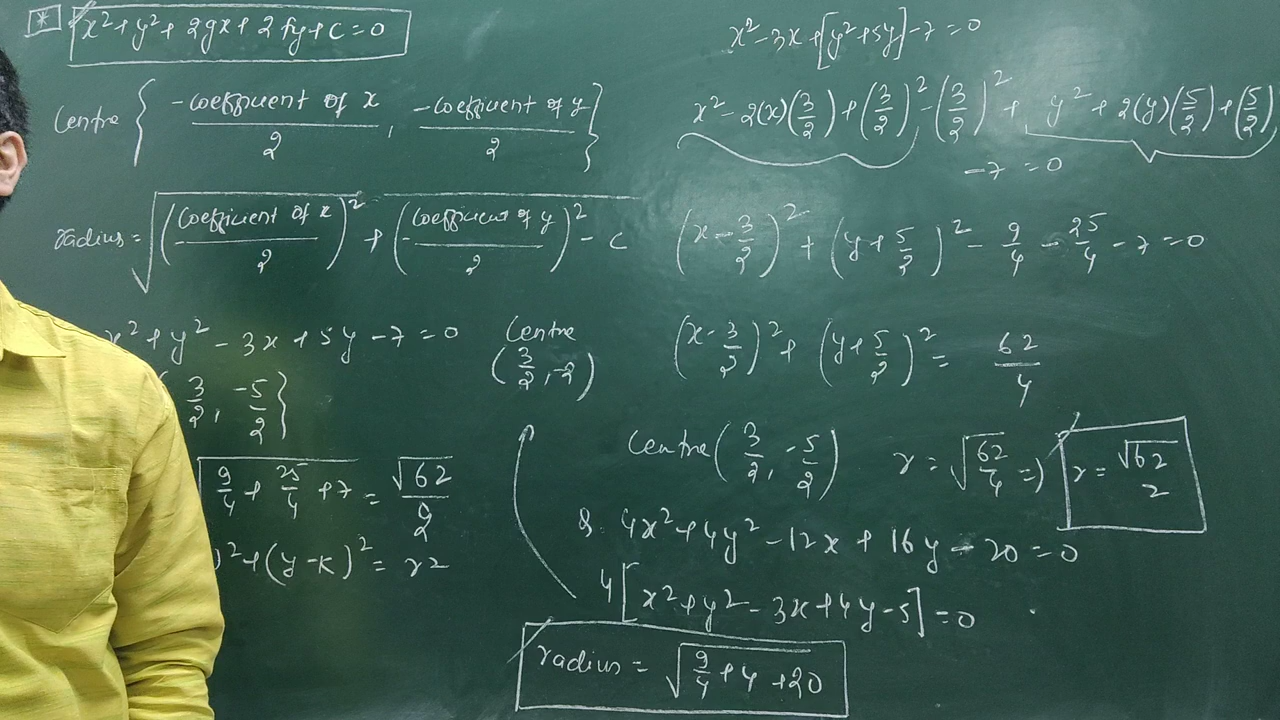 * x² + y² + 2gx + 2fy + c = 0
Centre { -coefficient of x / 2 , -coefficient of y / 2 }
radius = √( (coefficient of x / 2)² + (coefficient of y / 2)² - c
x² + y² - 3x + 5y - 7 = 0
3/2, -5/2 }
√ 9/4 + 25/4 + 7 = √62 / 2
)² + (y - k)² = r2
Centre
(3/2, -2)
x² - 3x + [y² + 5y] - 7 = 0
x² - 2(x)(3/2) + (3/2)² - (3/2)² + y² + 2(y)(5/2) + (5/2)
-7 = 0
(x - 3/2)² + (y + 5/2)² - 9/4 - 25/4 - 7 = 0
(x - 3/2)² + (y + 5/2)² = 62/4
Centre (3/2, -5/2) r = √62/4 ⇒ r = √62 / 2
8. 4x² + 4y² - 12x + 16y - 20 = 0
4[x² + y² - 3x + 4y - 5] = 0
radius = √ 9/4 + 4 + 20